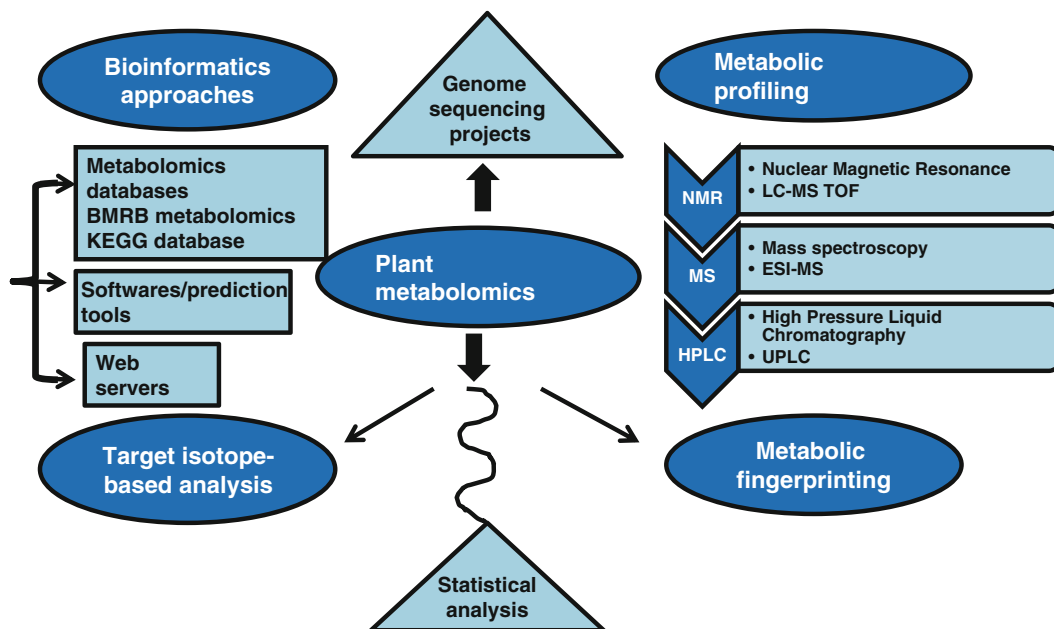 Bioinformatics
approaches
Metabolomics
databases
BMRB metabolomics
KEGG database
Softwares/prediction
tools
Web
servers
Target isotope-
based analysis
Genome
sequencing
projects
Plant
metabolomics
Statistical
analysis
Metabolic
profiling
NMR
• Nuclear Magnetic Resonance
• LC-MS TOF
MS
• Mass spectroscopy
• ESI-MS
HPLC
• High Pressure Liquid
Chromatography
• UPLC
Metabolic
fingerprinting